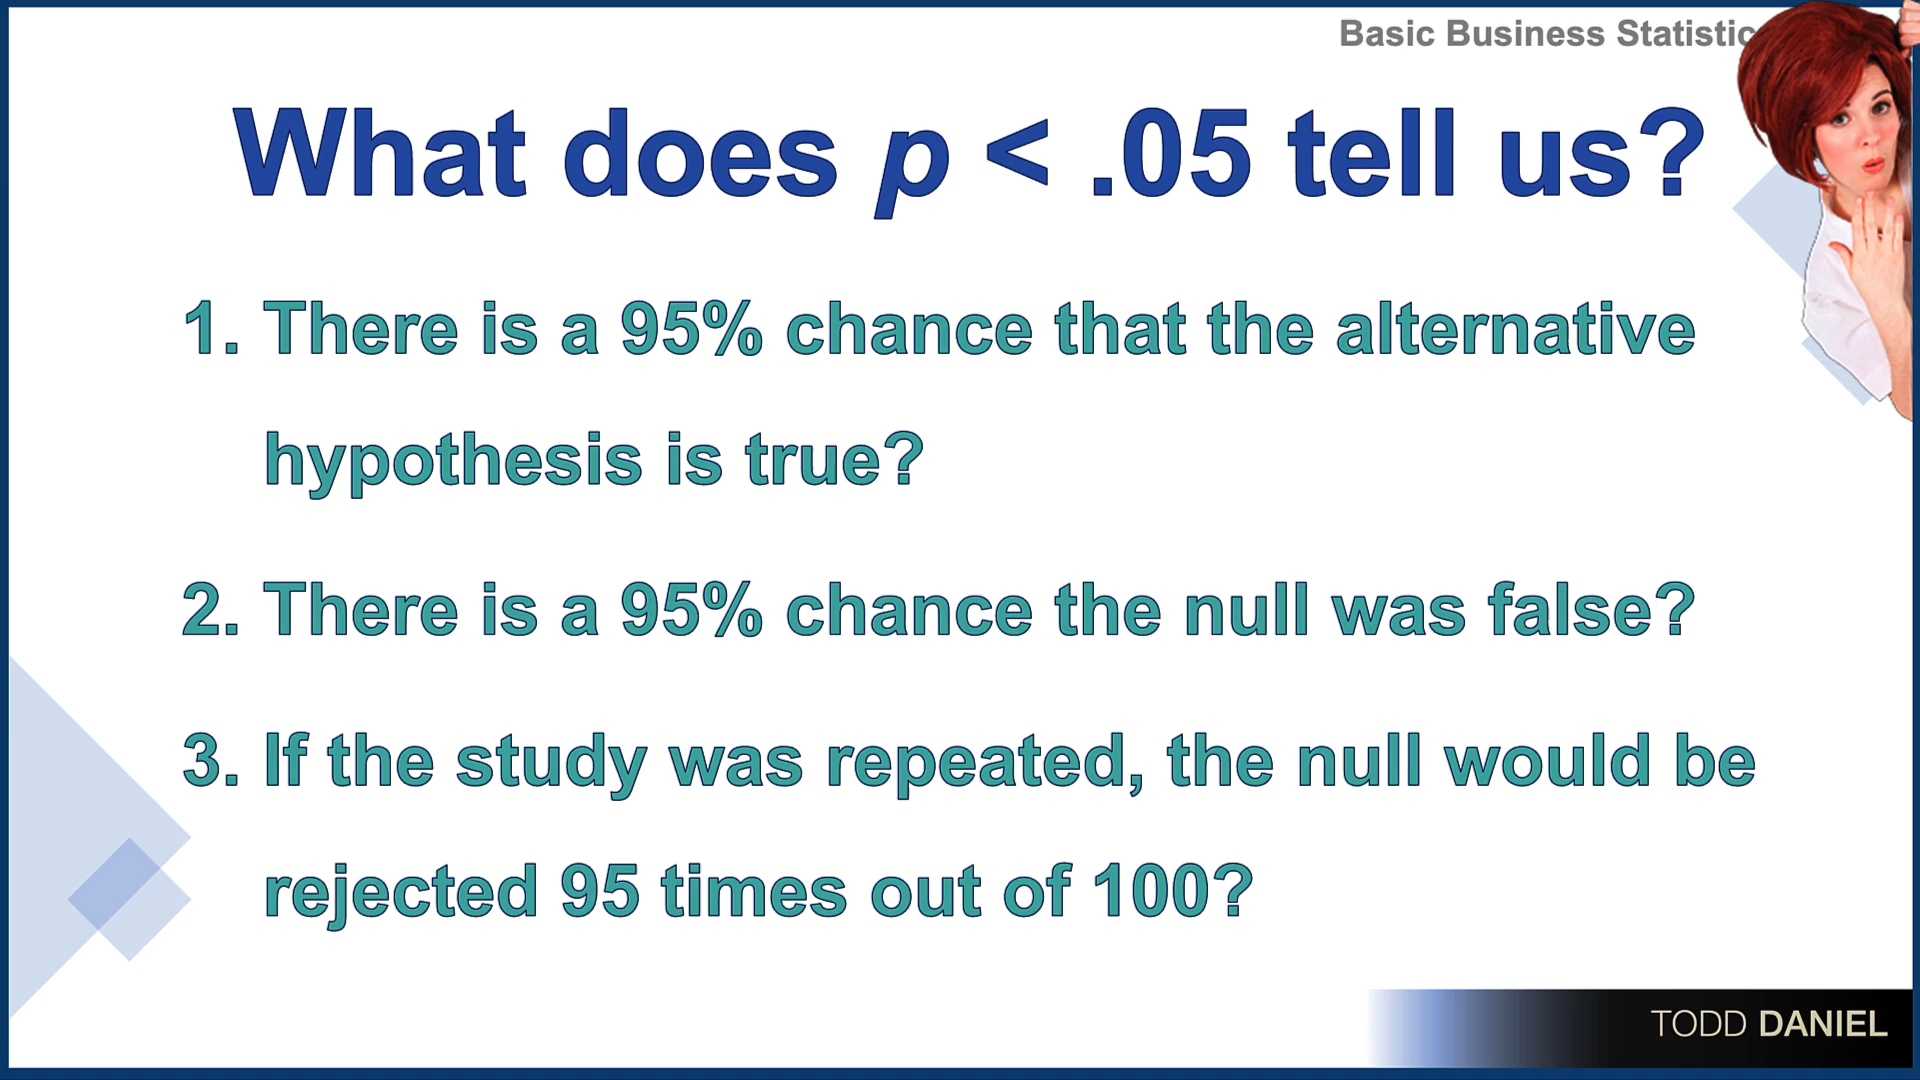 Basic Business Statistic
What does p < .05 tell us?
1. There is a 95% chance that the alternative
hypothesis is true?
2. There is a 95% chance the null was false?
3. If the study was repeated, the null would be
rejected 95 times out of 100?
TODD DANIEL